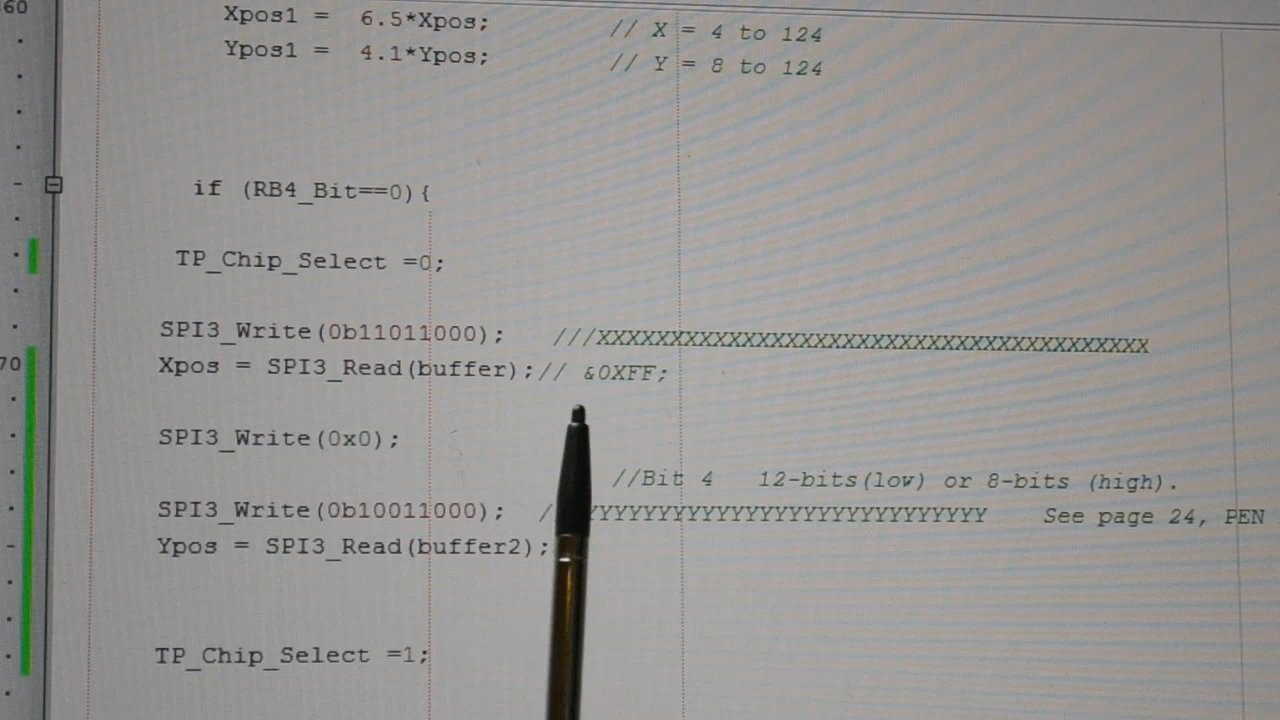 60
Xpos1 = 6.5*Xpos; // X = 4 to 124
Ypos1 = 4.1*Ypos; // Y = 8 to 124
if (RB4_Bit==0){
TP_Chip_Select =0;
SPI3_Write(0b11011000); ///XXXXXXXXXXXXXXXXXXXXXXXXXXXXXXXXXXXXXX
70 Xpos = SPI3_Read(buffer);// &0XFF;
SPI3_Write(0x0);
//Bit 4 12-bits(low) or 8-bits (high).
SPI3_Write(0b10011000); / YYYYYYYYYYYYYYYYYYYYYYYYYYY See page 24, PEN
Ypos = SPI3_Read(buffer2);
TP_Chip_Select =1;